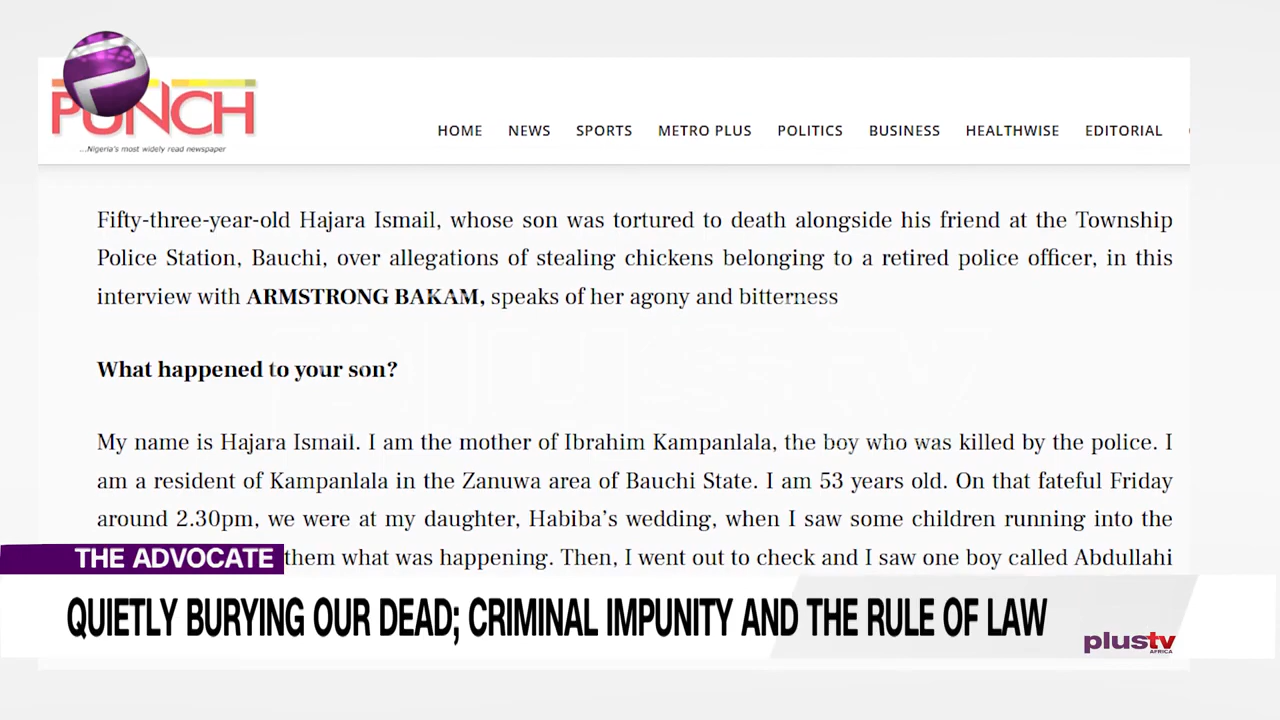 PUNCH
...Nigeria's most widely read newspaper
HOME NEWS SPORTS METRO PLUS POLITICS BUSINESS HEALTHWISE EDITORIAL
Fifty-three-year-old Hajara Ismail, whose son was tortured to death alongside his friend at the Township
Police Station, Bauchi, over allegations of stealing chickens belonging to a retired police officer, in this
interview with ARMSTRONG BAKAM, speaks of her agony and bitterness
What happened to your son?
My name is Hajara Ismail. I am the mother of Ibrahim Kampanlala, the boy who was killed by the police. I
am a resident of Kampanlala in the Zanuwa area of Bauchi State. I am 53 years old. On that fateful Friday
around 2.30pm, we were at my daughter, Habiba's wedding, when I saw some children running into the
them what was happening. Then, I went out to check and I saw one boy called Abdullahi
THE ADVOCATE
QUIETLY BURYING OUR DEAD; CRIMINAL IMPUNITY AND THE RULE OF LAW
plustv
AFRICA